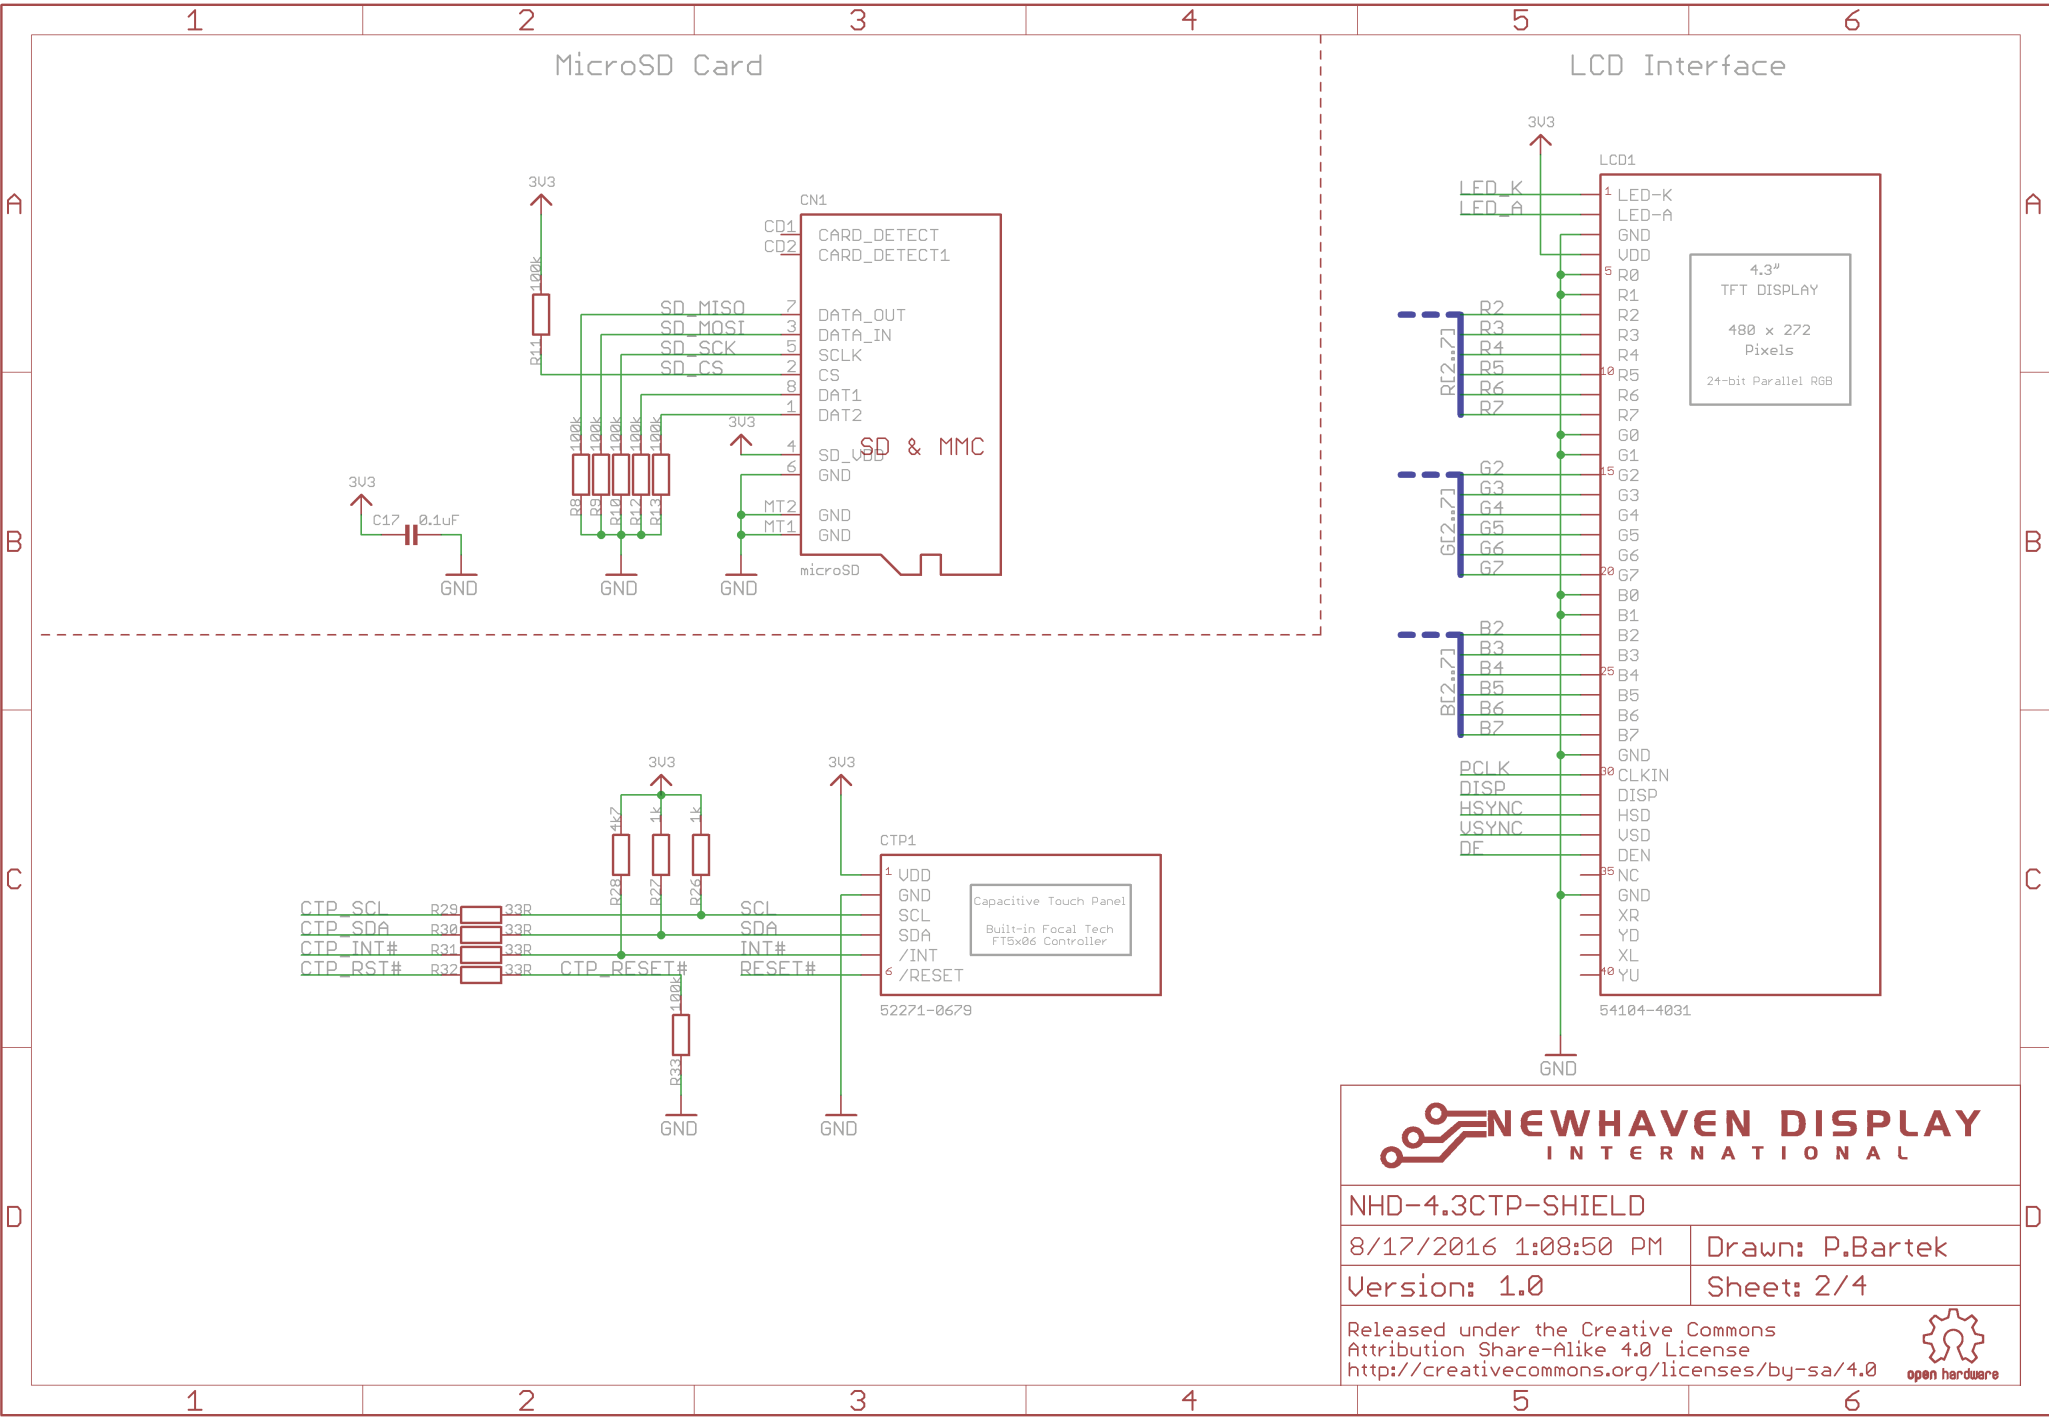 1 2 3 4 5 6
MicroSD Card
LCD Interface
A
A
B
B
C
C
D
D
3V3
100k
R11
CN1
CD1 CARD_DETECT
CD2 CARD_DETECT1
SD_MISO 7 DATA_OUT
SD_MOSI 3 DATA_IN
SD_SCK 5 SCLK
SD_CS 2 CS
8 DAT1
1 DAT2
3V3
SD & MMC
4 SD_VDD
6 GND
MT2 GND
MT1 GND
microSD
GND
100k 100k 100k 100k 100k
R8 R9 R10 R12 R13
GND
3V3
C17 0.1uF
GND
3V3
LCD1
LED_K 1 LED-K
LED_A LED-A
GND
VDD
5 R0
R1
R2 R2
R3 R3
R4 R4
R5 10 R5
R6 R6
R7 R7
R[2..7]
G0
G1
G2 15 G2
G3 G3
G4 G4
G5 G5
G6 G6
G7 20 G7
G[2..7]
B0
B1
B2 B2
B3 B3
B4 25 B4
B5 B5
B6 B6
B7 B7
B[2..7]
GND
PCLK 30 CLKIN
DISP DISP
HSYNC HSD
VSYNC VSD
DE DEN
35 NC
GND
XR
YD
XL
40 YU
54104-4031
GND
4.3"
TFT DISPLAY
480 x 272
Pixels
24-bit Parallel RGB
3V3
4k7 1k 1k
R28 R27 R26
3V3
CTP1
1 VDD
GND
CTP_SCL R29 33R SCL SCL
CTP_SDA R30 33R SDA SDA
CTP_INT# R31 33R INT# /INT
CTP_RST# R32 33R CTP_RESET# RESET# 6 /RESET
Capacitive Touch Panel
Built-in Focal Tech
FT5x06 Controller
52271-0679
100k
R33
GND
GND
NEWHAVEN DISPLAY
INTERNATIONAL
NHD-4.3CTP-SHIELD
8/17/2016 1:08:50 PM
Drawn: P.Bartek
Version: 1.0
Sheet: 2/4
Released under the Creative Commons
Attribution Share-Alike 4.0 License
http://creativecommons.org/licenses/by-sa/4.0
open hardware
1 2 3 4 5 6